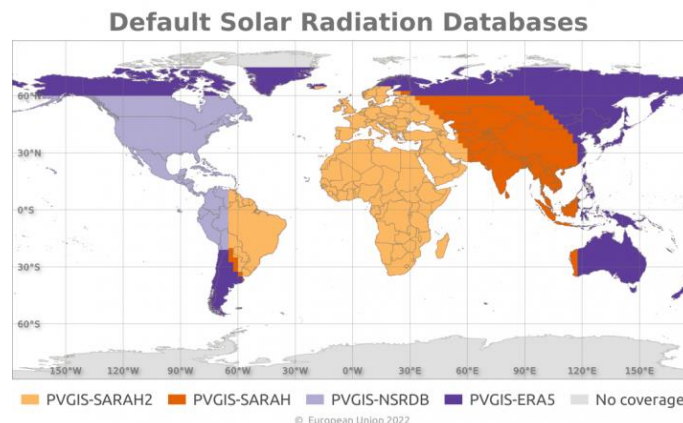 Default Solar Radiation Databases
60°N
30°N
0°S
30°S
60°S
150°W 120°W 90°W 60°W 30°W 0°W 30°E 60°E 90°E 120°E 150°E
PVGIS-SARAH2 PVGIS-SARAH PVGIS-NSRDB PVGIS-ERA5 No coverage
© European Union 2022